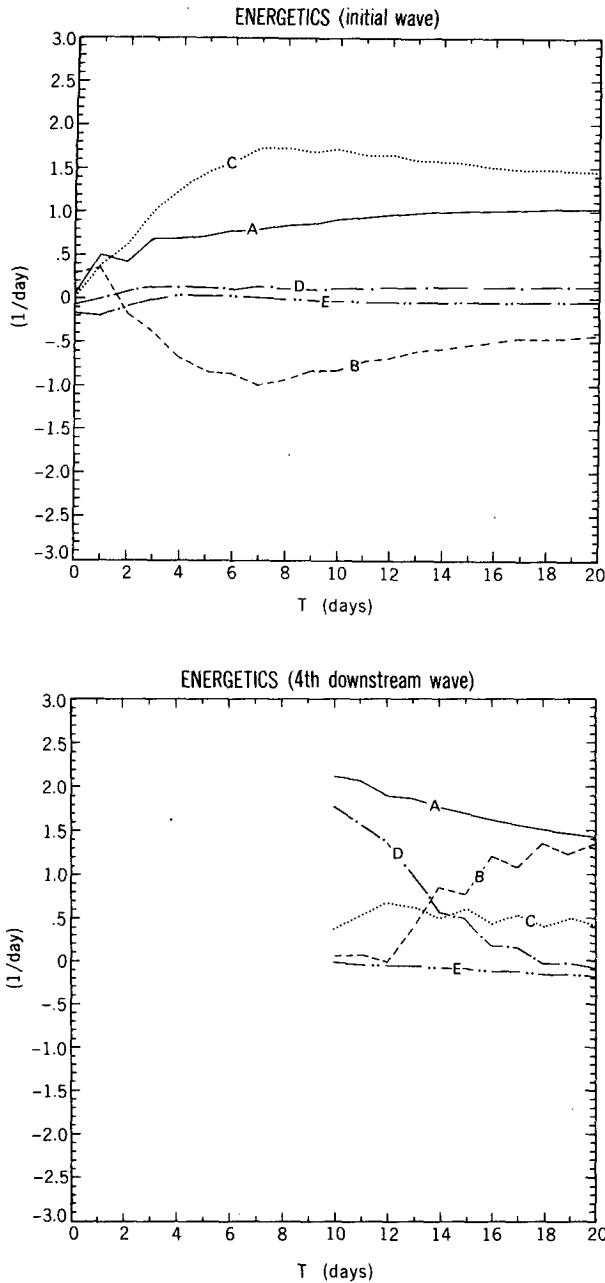 ENERGETICS (initial wave)
3.0
2.5
2.0
1.5
1.0
.5
0
-.5
-1.0
-1.5
-2.0
-2.5
-3.0
(1/day)
C
A
D
E
B
0 2 4 6 8 10 12 14 16 18 20
T (days)
ENERGETICS (4th downstream wave)
3.0
2.5
2.0
1.5
1.0
.5
0
-.5
-1.0
-1.5
-2.0
-2.5
-3.0
(1/day)
A
D
B
C
E
0 2 4 6 8 10 12 14 16 18 20
T (days)